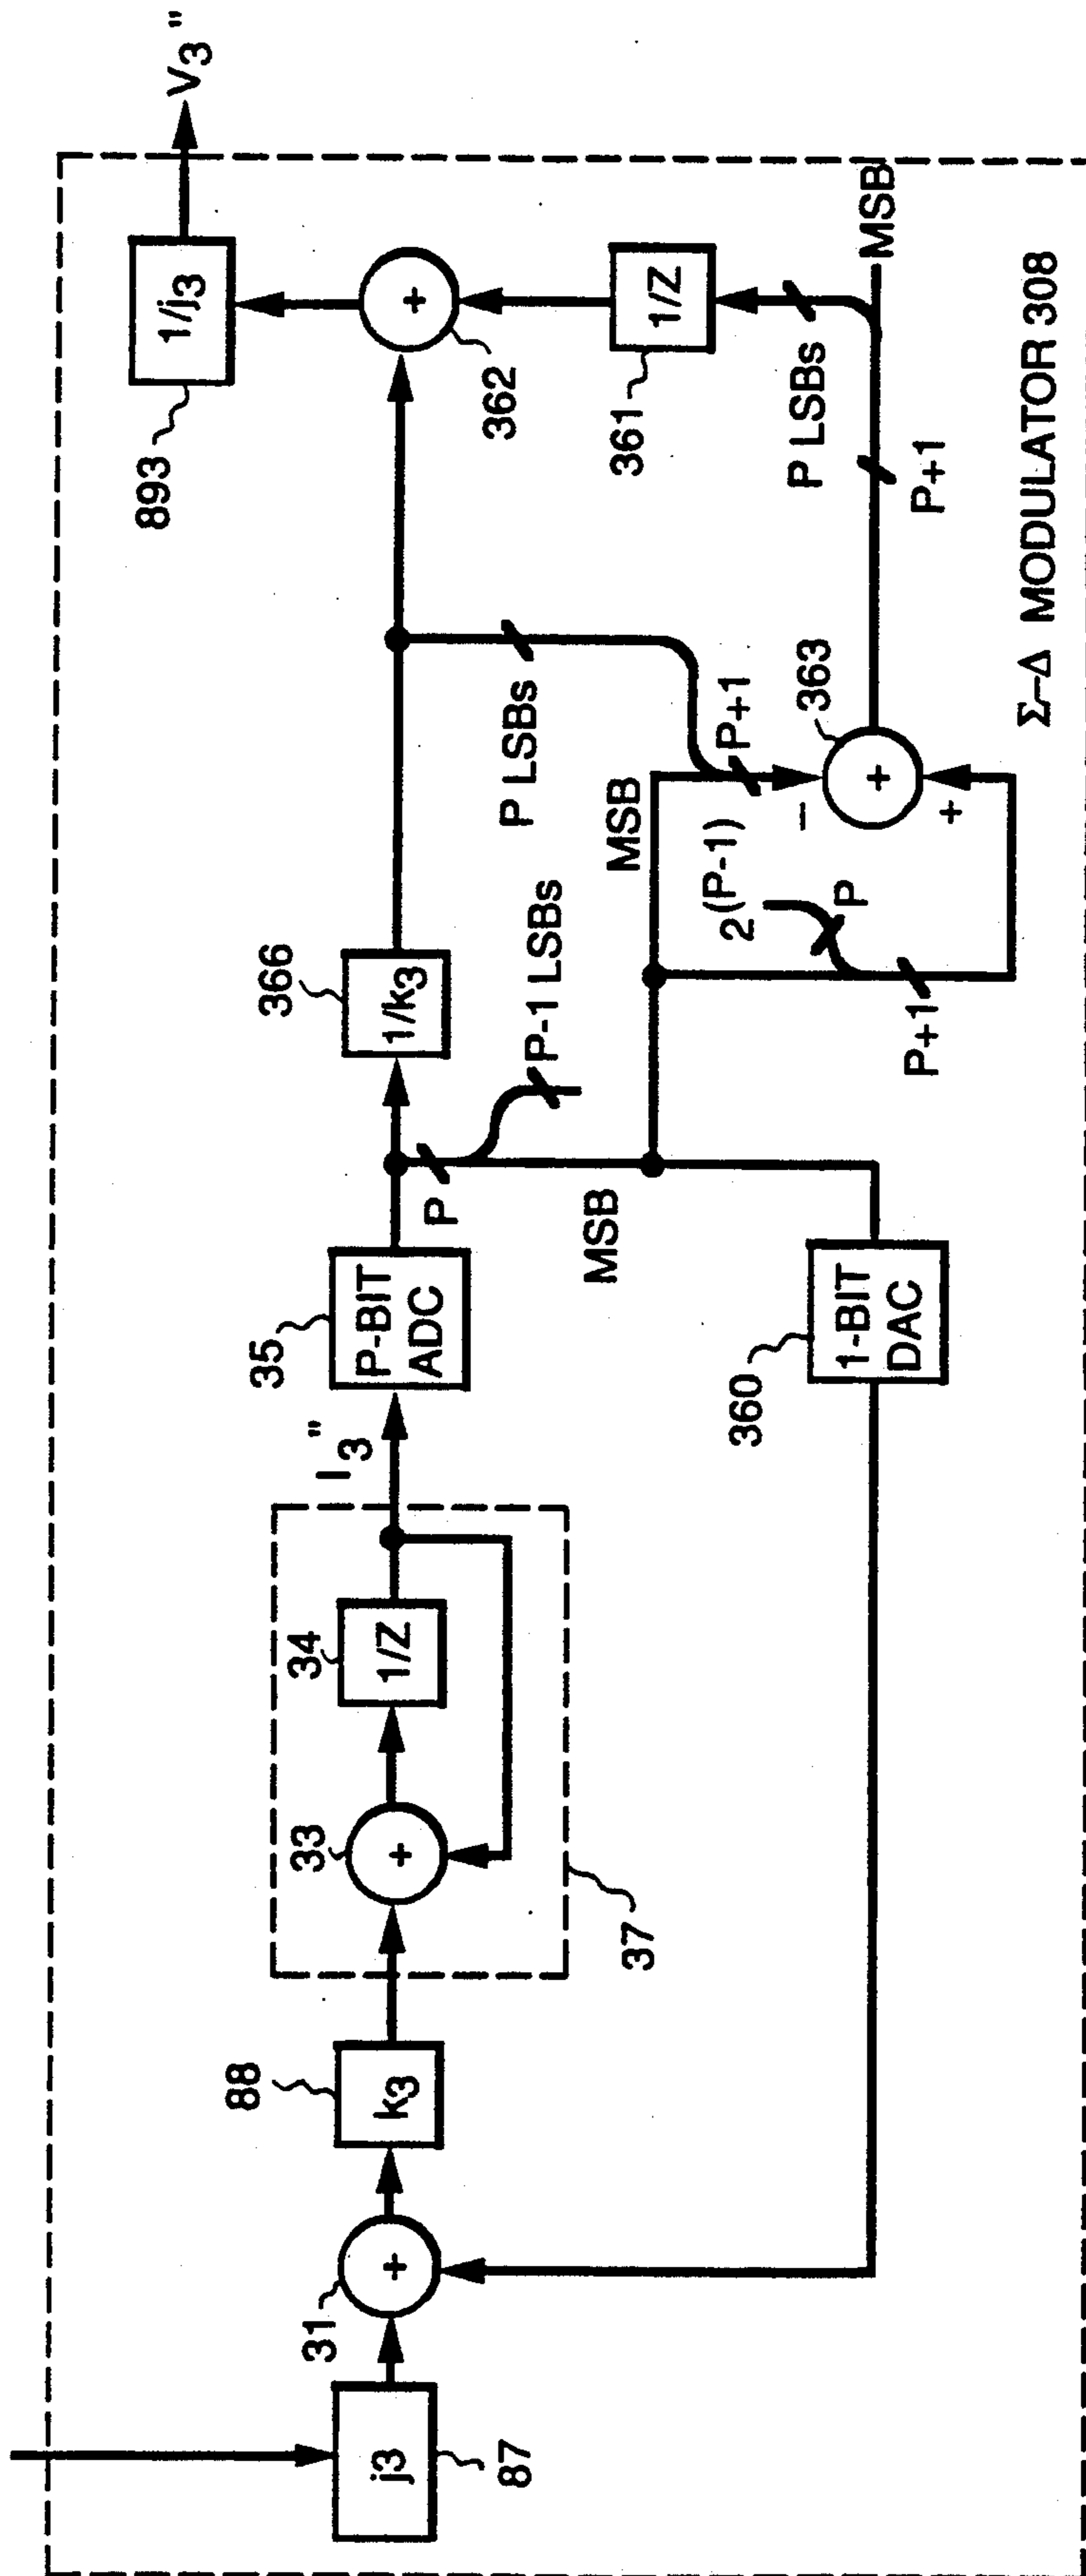 j3
87
31
+
k3
88
37
33
+
34
1/Z
I3"
35
P-BIT
ADC
P
MSB
P-1 LSBs
360
1-BIT
DAC
366
1/k3
P LSBs
MSB
P+1
2(P-1)
P
P+1
−
+
+
363
P+1
P LSBs
MSB
361
1/Z
362
+
893
1/j3
V3"
Σ-Δ MODULATOR 308